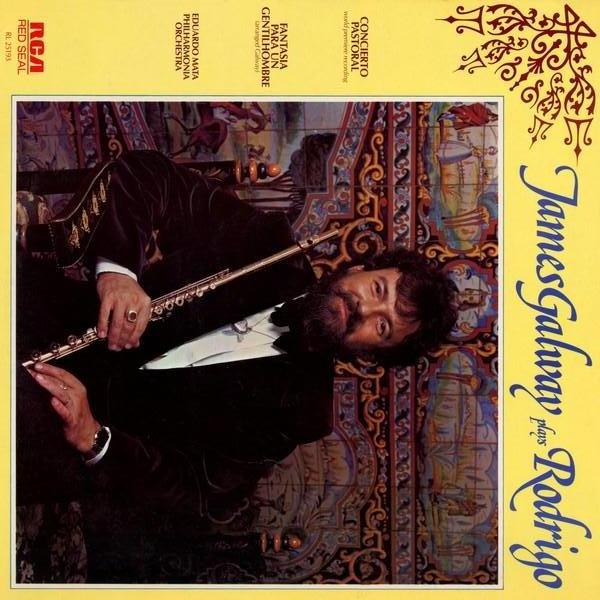 James Galway
plays
Rodrigo
CONCIERTO
PASTORAL
world premiere recording
FANTASIA
PARA UN
GENTILHOMBRE
(arranged Galway)
EDUARDO MATA
PHILHARMONIA
ORCHESTRA
RCA
RED SEAL
RL 25193